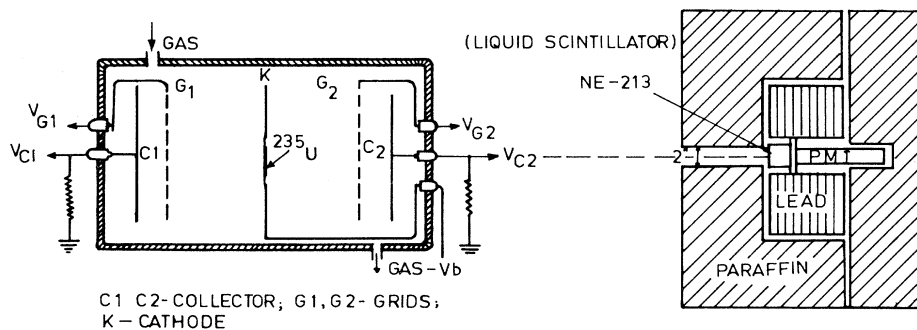 GAS
(LIQUID SCINTILLATOR)
NE-213
K
G1
G2
VG1
VG2
VC1
C1
235U
C2
VC2
2"
PMT
LEAD
GAS-Vb
PARAFFIN
C1 C2-COLLECTOR; G1,G2-GRIDS;
K-CATHODE